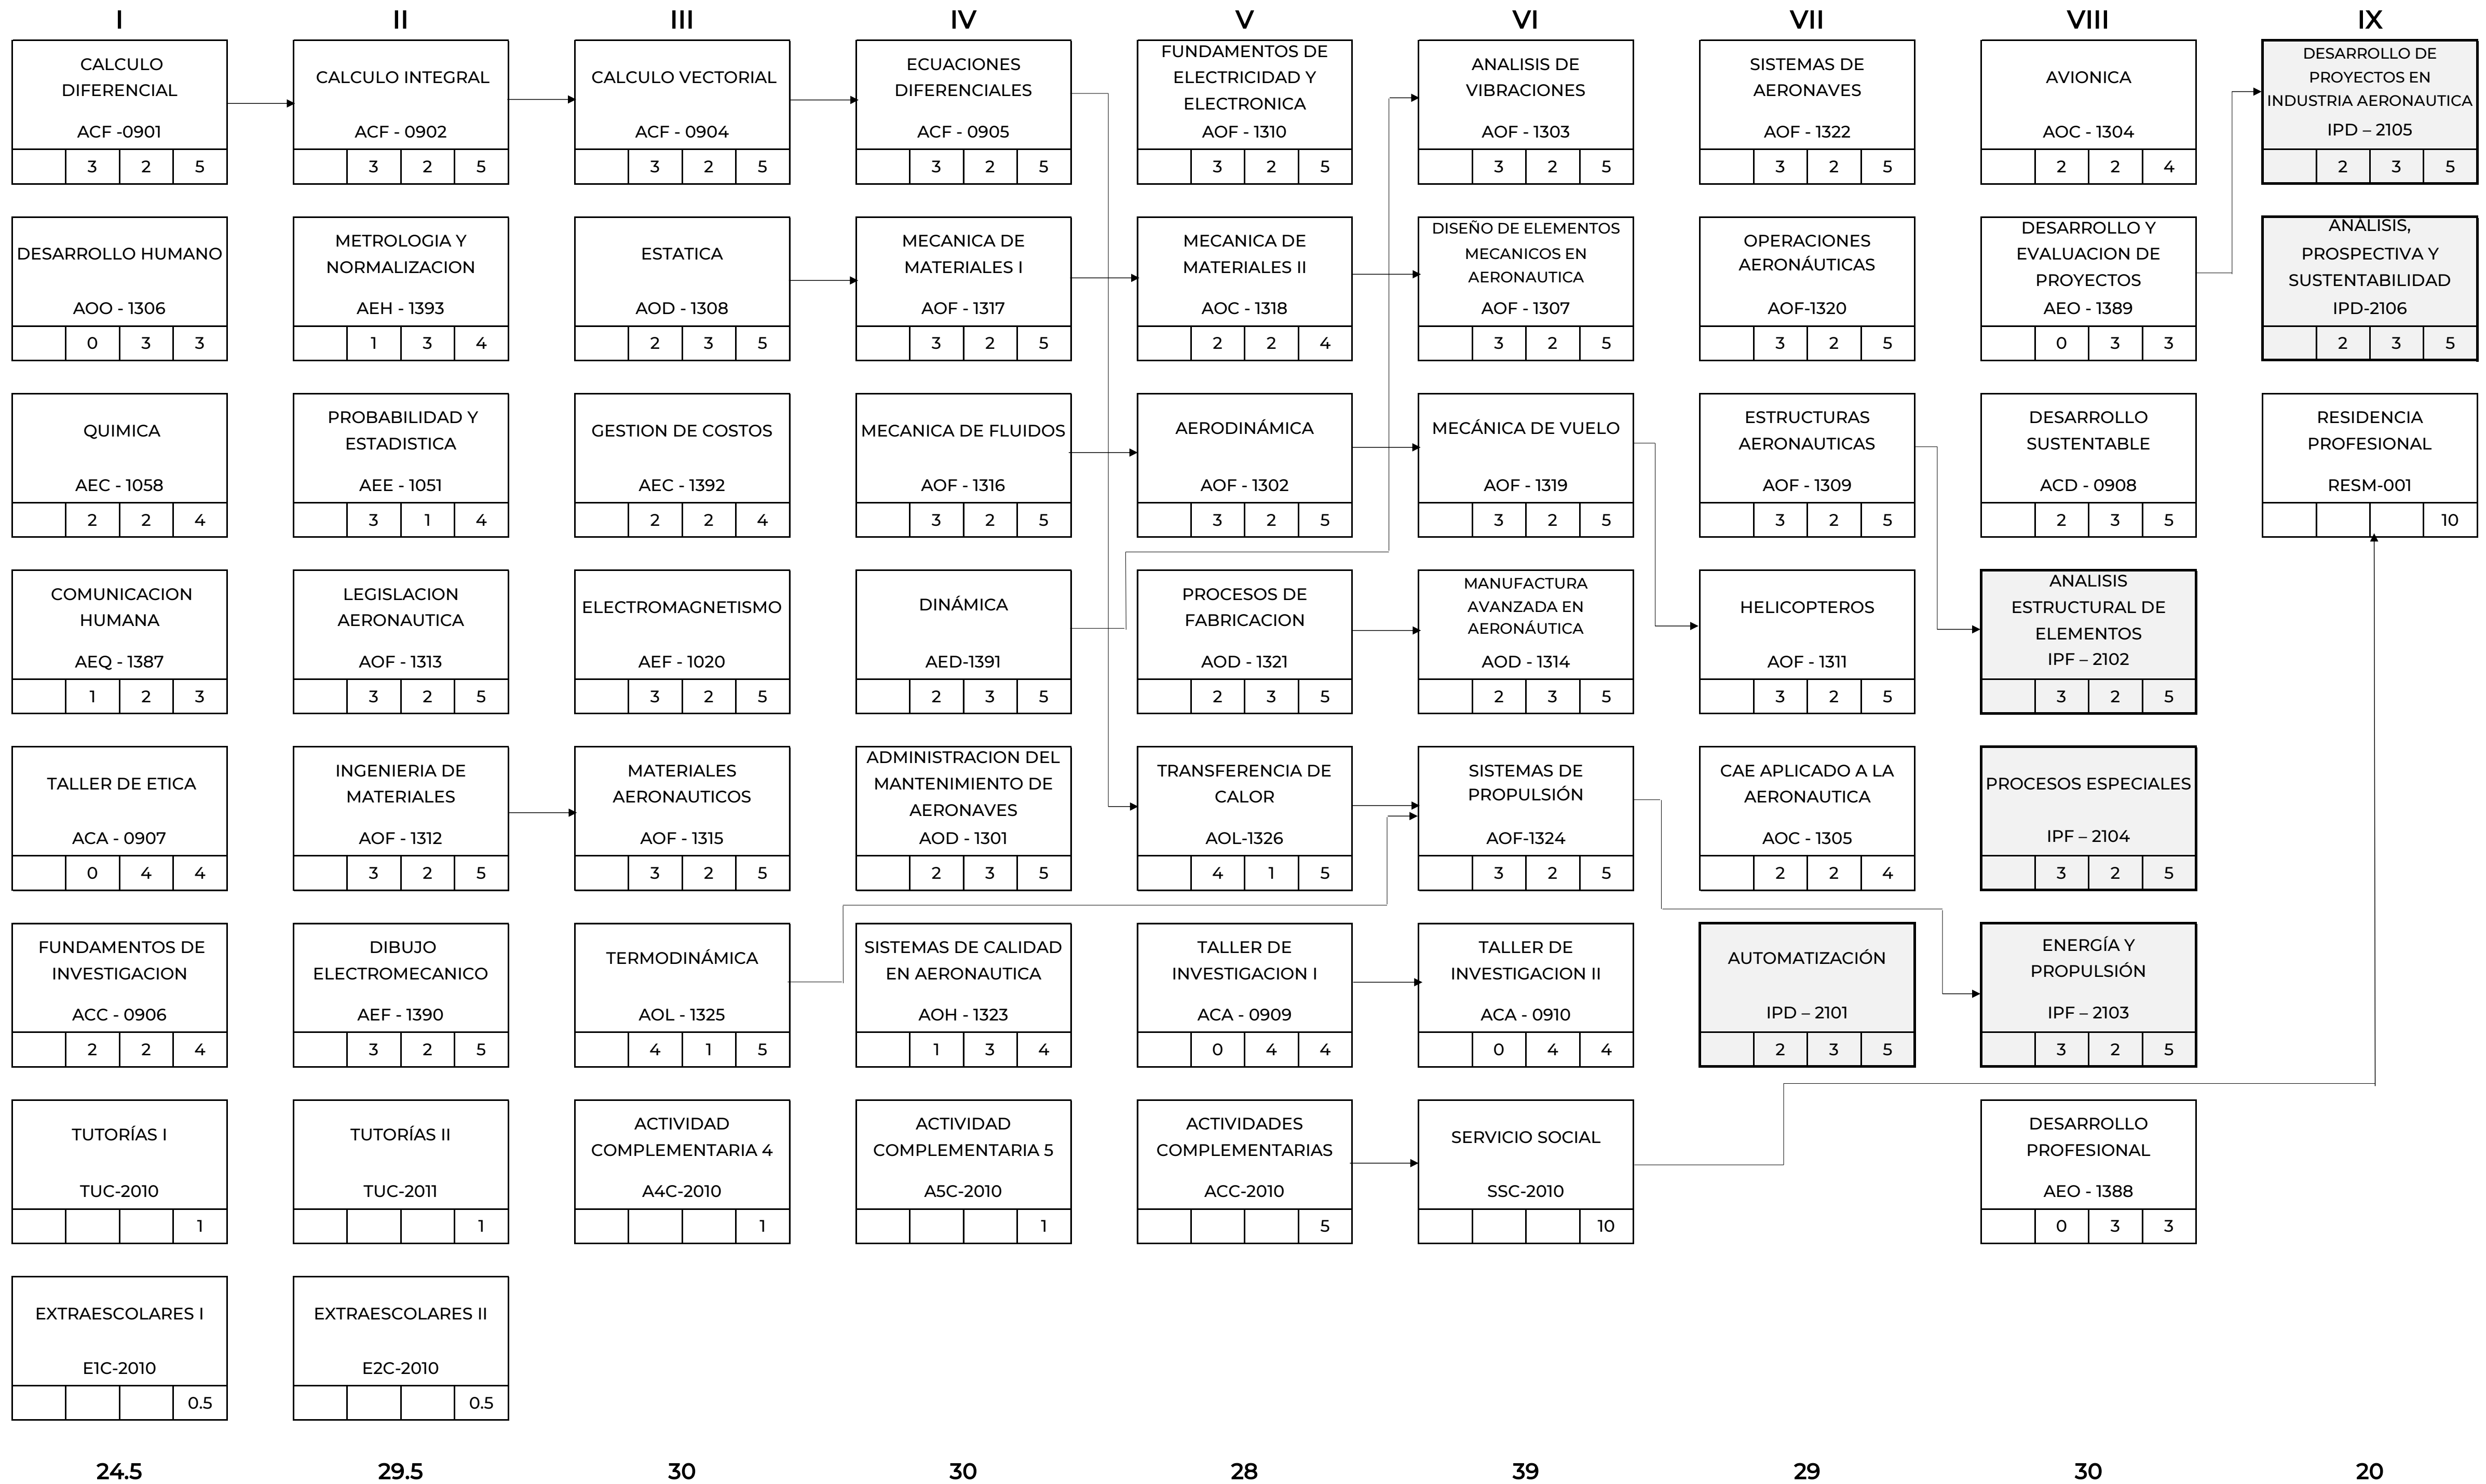 I
II
III
IV
V
VI
VII
VIII
IX
CALCULO
DIFERENCIAL
ACF -0901
3 2 5
CALCULO INTEGRAL
ACF - 0902
3 2 5
CALCULO VECTORIAL
ACF - 0904
3 2 5
ECUACIONES
DIFERENCIALES
ACF - 0905
3 2 5
FUNDAMENTOS DE
ELECTRICIDAD Y
ELECTRONICA
AOF - 1310
3 2 5
ANALISIS DE
VIBRACIONES
AOF - 1303
3 2 5
SISTEMAS DE
AERONAVES
AOF - 1322
3 2 5
AVIONICA
AOC - 1304
2 2 4
DESARROLLO DE
PROYECTOS EN
INDUSTRIA AERONAUTICA
IPD – 2105
2 3 5
DESARROLLO HUMANO
AOO - 1306
0 3 3
METROLOGIA Y
NORMALIZACION
AEH - 1393
1 3 4
ESTATICA
AOD - 1308
2 3 5
MECANICA DE
MATERIALES I
AOF - 1317
3 2 5
MECANICA DE
MATERIALES II
AOC - 1318
2 2 4
DISEÑO DE ELEMENTOS
MECANICOS EN
AERONAUTICA
AOF - 1307
3 2 5
OPERACIONES
AERONÁUTICAS
AOF-1320
3 2 5
DESARROLLO Y
EVALUACION DE
PROYECTOS
AEO - 1389
0 3 3
ANÁLISIS,
PROSPECTIVA Y
SUSTENTABILIDAD
IPD-2106
2 3 5
QUIMICA
AEC - 1058
2 2 4
PROBABILIDAD Y
ESTADISTICA
AEE - 1051
3 1 4
GESTION DE COSTOS
AEC - 1392
2 2 4
MECANICA DE FLUIDOS
AOF - 1316
3 2 5
AERODINÁMICA
AOF - 1302
3 2 5
MECÁNICA DE VUELO
AOF - 1319
3 2 5
ESTRUCTURAS
AERONAUTICAS
AOF - 1309
3 2 5
DESARROLLO
SUSTENTABLE
ACD - 0908
2 3 5
RESIDENCIA
PROFESIONAL
RESM-001
10
COMUNICACION
HUMANA
AEQ - 1387
1 2 3
LEGISLACION
AERONAUTICA
AOF - 1313
3 2 5
ELECTROMAGNETISMO
AEF - 1020
3 2 5
DINÁMICA
AED-1391
2 3 5
PROCESOS DE
FABRICACION
AOD - 1321
2 3 5
MANUFACTURA
AVANZADA EN
AERONÁUTICA
AOD - 1314
2 3 5
HELICOPTEROS
AOF - 1311
3 2 5
ANALISIS
ESTRUCTURAL DE
ELEMENTOS
IPF – 2102
3 2 5
TALLER DE ETICA
ACA - 0907
0 4 4
INGENIERIA DE
MATERIALES
AOF - 1312
3 2 5
MATERIALES
AERONAUTICOS
AOF - 1315
3 2 5
ADMINISTRACION DEL
MANTENIMIENTO DE
AERONAVES
AOD - 1301
2 3 5
TRANSFERENCIA DE
CALOR
AOL-1326
4 1 5
SISTEMAS DE
PROPULSIÓN
AOF-1324
3 2 5
CAE APLICADO A LA
AERONAUTICA
AOC - 1305
2 2 4
PROCESOS ESPECIALES
IPF – 2104
3 2 5
FUNDAMENTOS DE
INVESTIGACION
ACC - 0906
2 2 4
DIBUJO
ELECTROMECANICO
AEF - 1390
3 2 5
TERMODINÁMICA
AOL - 1325
4 1 5
SISTEMAS DE CALIDAD
EN AERONAUTICA
AOH - 1323
1 3 4
TALLER DE
INVESTIGACION I
ACA - 0909
0 4 4
TALLER DE
INVESTIGACION II
ACA - 0910
0 4 4
AUTOMATIZACIÓN
IPD – 2101
2 3 5
ENERGÍA Y
PROPULSIÓN
IPF – 2103
3 2 5
TUTORÍAS I
TUC-2010
1
TUTORÍAS II
TUC-2011
1
ACTIVIDAD
COMPLEMENTARIA 4
A4C-2010
1
ACTIVIDAD
COMPLEMENTARIA 5
A5C-2010
1
ACTIVIDADES
COMPLEMENTARIAS
ACC-2010
5
SERVICIO SOCIAL
SSC-2010
10
DESARROLLO
PROFESIONAL
AEO - 1388
0 3 3
EXTRAESCOLARES I
E1C-2010
0.5
EXTRAESCOLARES II
E2C-2010
0.5
24.5
29.5
30
30
28
39
29
30
20